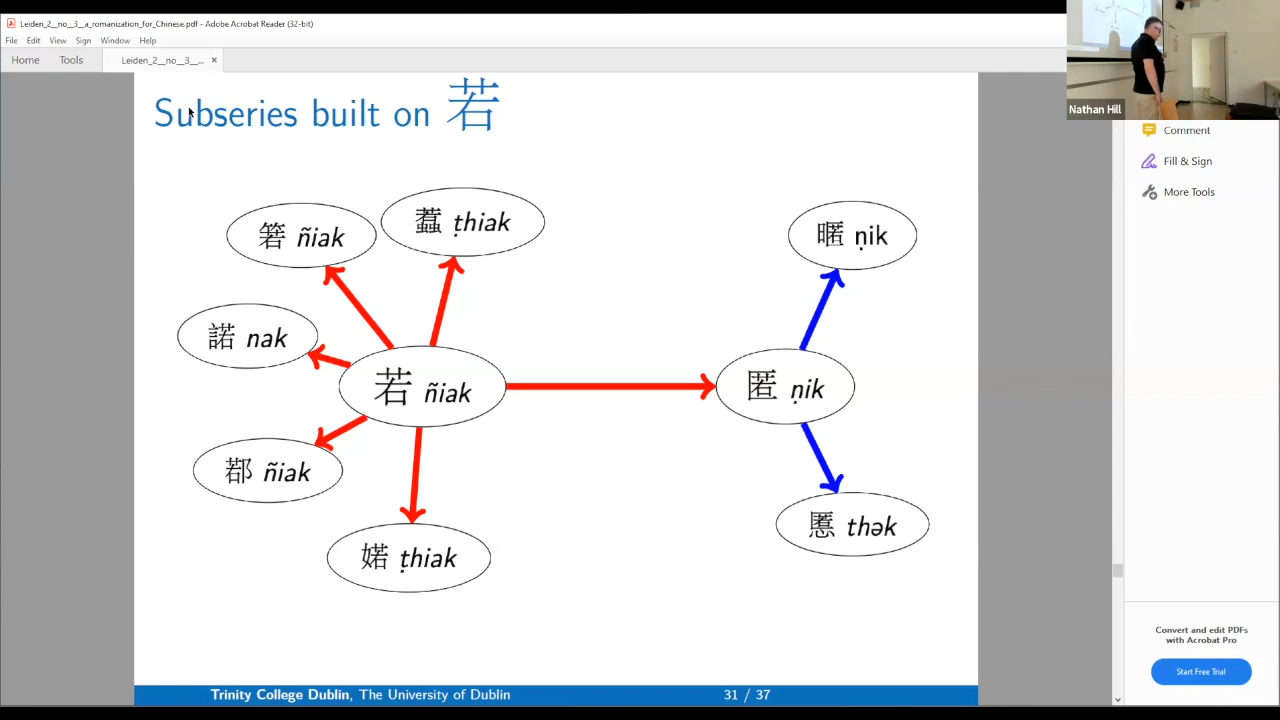 Leiden_2__no__3__a_romanization_for_Chinese.pdf - Adobe Acrobat Reader (32-bit)
File Edit View Sign Window Help
Home Tools Leiden_2__no__3__... ×
Nathan Hill
Comment
Fill & Sign
More Tools
Subseries built on 若
箬 ñiak
蠚 ṭhiak
暱 ṇik
諾 nak
若 ñiak
匿 ṇik
鄀 ñiak
慝 thək
婼 ṭhiak
Convert and edit PDFs
with Acrobat Pro
Start Free Trial
Trinity College Dublin, The University of Dublin 31 / 37